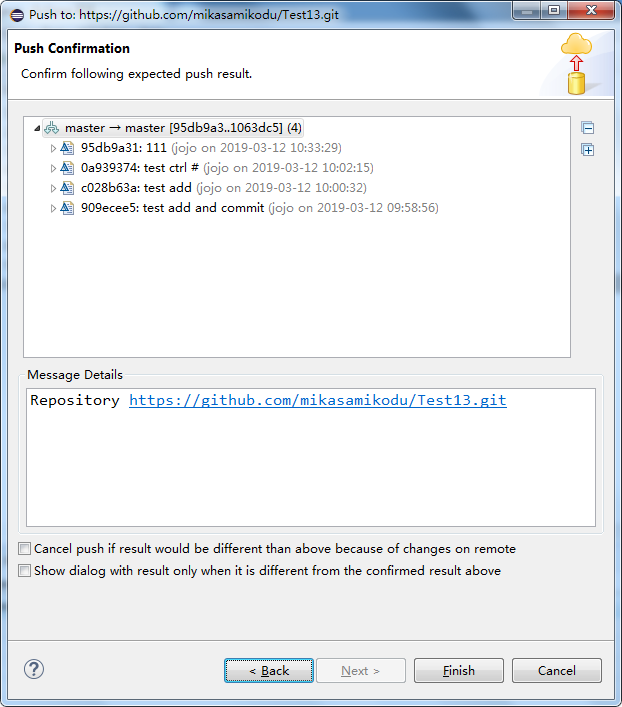 Push to: https://github.com/mikasamikodu/Test13.git
Push Confirmation
Confirm following expected push result.
master → master [95db9a3..1063dc5] (4)
95db9a31: 111 (jojo on 2019-03-12 10:33:29)
0a939374: test ctrl # (jojo on 2019-03-12 10:02:15)
c028b63a: test add (jojo on 2019-03-12 10:00:32)
909ecee5: test add and commit (jojo on 2019-03-12 09:58:56)
Message Details
Repository https://github.com/mikasamikodu/Test13.git
Cancel push if result would be different than above because of changes on remote
Show dialog with result only when it is different from the confirmed result above
? < Back Next > Finish Cancel